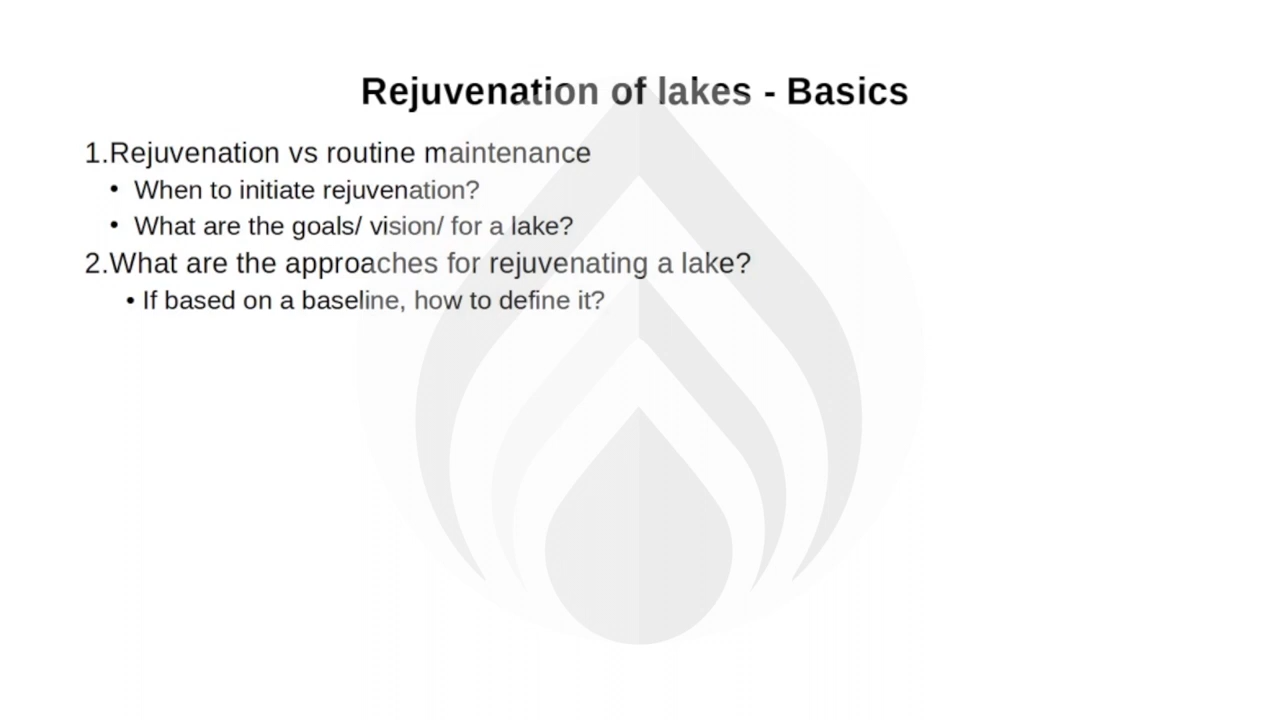 Rejuvenation of lakes - Basics
1.Rejuvenation vs routine maintenance
• When to initiate rejuvenation?
• What are the goals/ vision/ for a lake?
2.What are the approaches for rejuvenating a lake?
• If based on a baseline, how to define it?